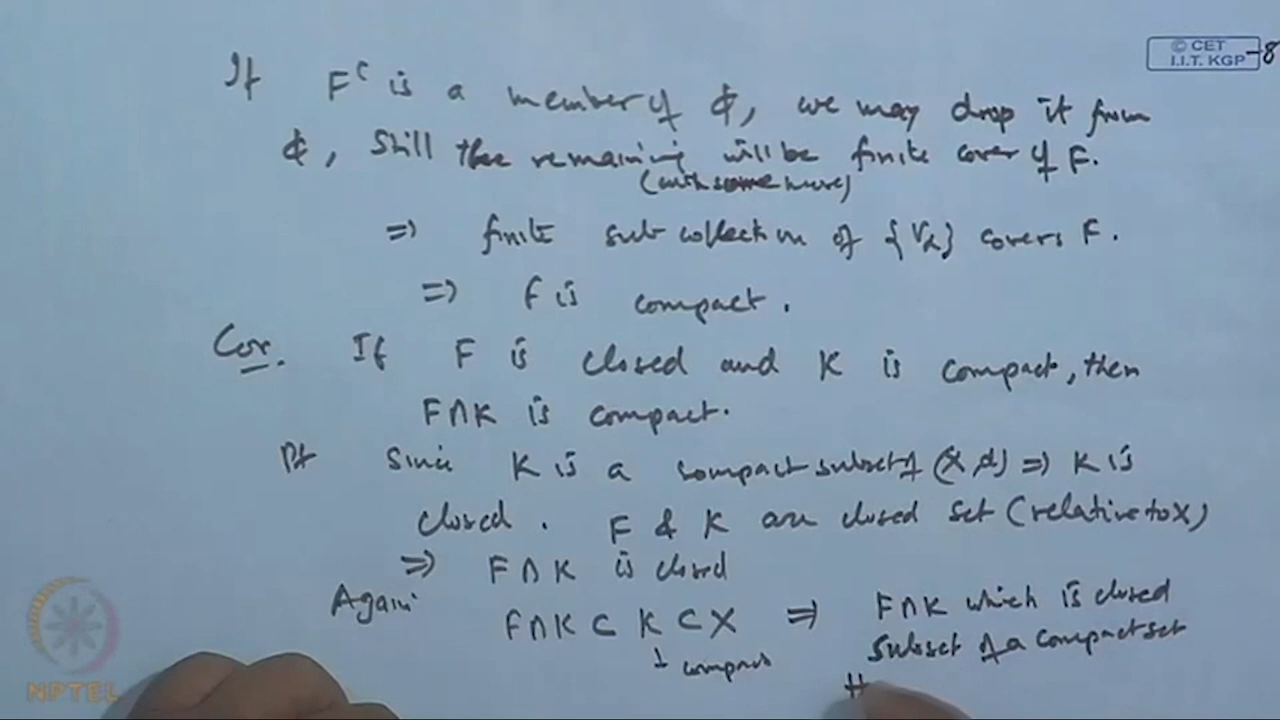 © CET
I.I.T. KGP
-8
If F^c is a member of Φ, we may drop it from
Φ, Still the remaining will be finite cover of F.
(with some more)
⇒ finite sub collection of {Vα} covers F.
⇒ F is compact.
Cor. If F is closed and K is compact, then
F∩K is compact.
Pf Since K is a compact subset of (X,d) ⇒ K is
closed. F & K are closed set (relative to X)
⇒ F∩K is closed
Again F∩K ⊂ K ⊂ X ⇒ F∩K which is closed
subset of a compact set
⊥ compact
H
NPTEL